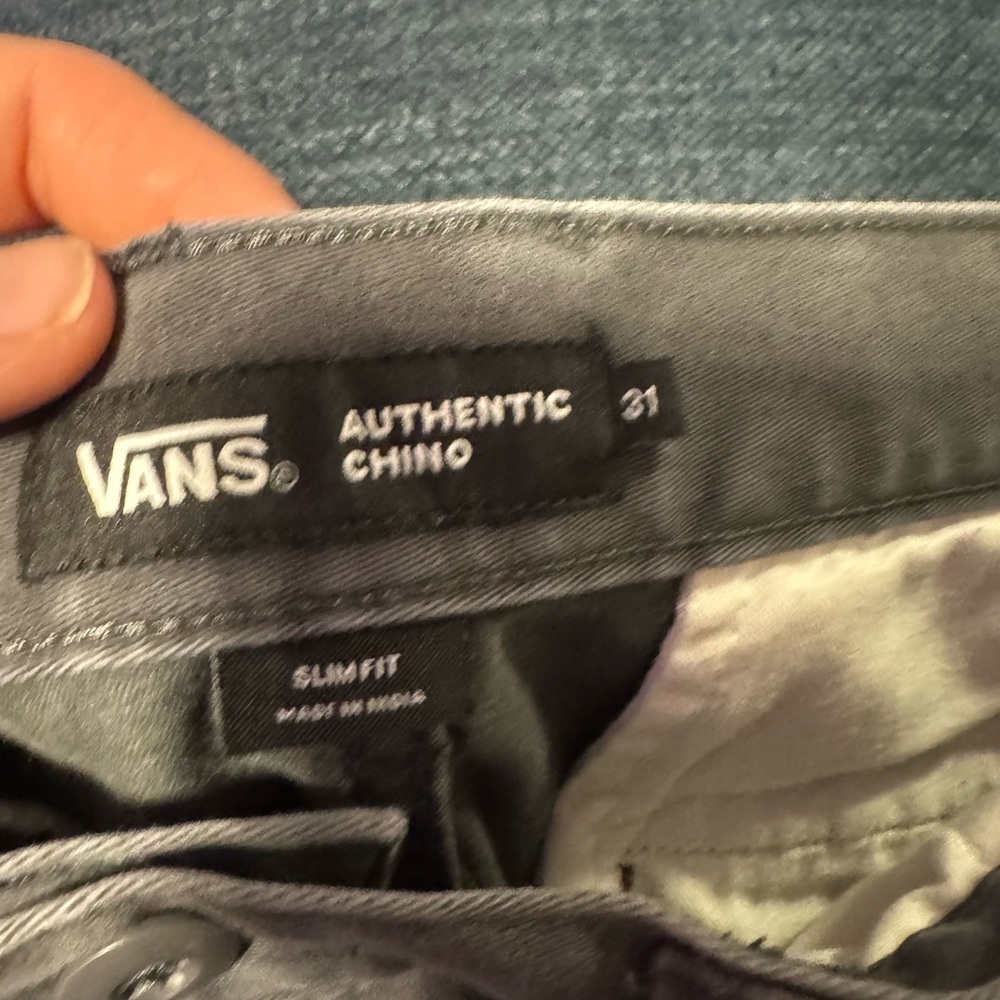 VANS®
AUTHENTIC
CHINO
31
SLIM FIT
MADE IN INDIA